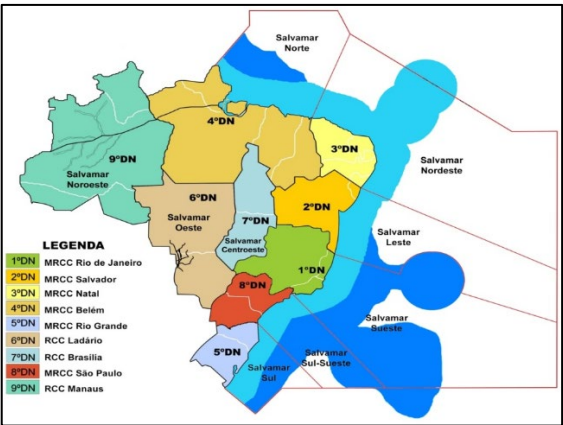 Salvamar
Norte
4ºDN
3ºDN
9ºDN
Salvamar
Noroeste
Salvamar
Nordeste
6ºDN
Salvamar
Oeste
2ºDN
7ºDN
Salvamar
Centroeste
Salvamar
Leste
1ºDN
8ºDN
Salvamar
Sueste
5ºDN
Salvamar
Sul
Salvamar
Sul-Sueste
LEGENDA
1ºDN MRCC Rio de Janeiro
2ºDN MRCC Salvador
3ºDN MRCC Natal
4ºDN MRCC Belém
5ºDN MRCC Rio Grande
6ºDN RCC Ladário
7ºDN RCC Brasília
8ºDN MRCC São Paulo
9ºDN RCC Manaus